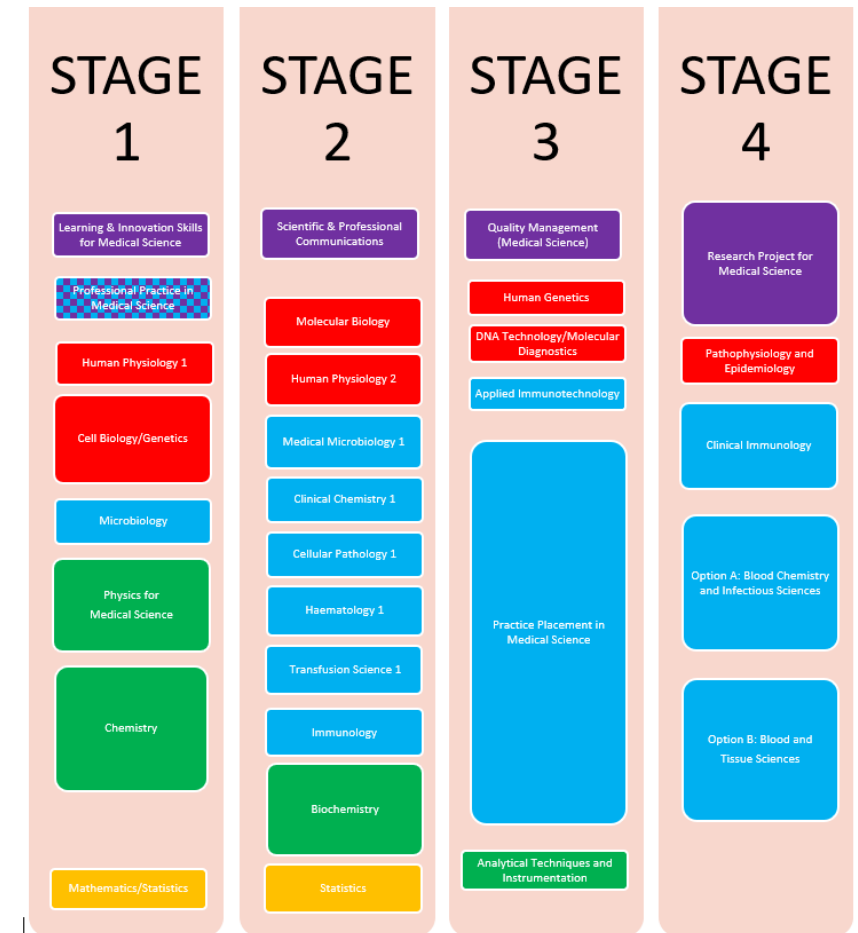 STAGE
1
Learning & Innovation Skills
for Medical Science
Professional Practice in
Medical Science
Human Physiology 1
Cell Biology/Genetics
Microbiology
Physics for
Medical Science
Chemistry
Mathematics/Statistics
STAGE
2
Scientific & Professional
Communications
Molecular Biology
Human Physiology 2
Medical Microbiology 1
Clinical Chemistry 1
Cellular Pathology 1
Haematology 1
Transfusion Science 1
Immunology
Biochemistry
Statistics
STAGE
3
Quality Management
(Medical Science)
Human Genetics
DNA Technology/Molecular
Diagnostics
Applied Immunotechnology
Practice Placement in
Medical Science
Analytical Techniques and
Instrumentation
STAGE
4
Research Project for
Medical Science
Pathophysiology and
Epidemiology
Clinical Immunology
Option A: Blood Chemistry
and Infectious Sciences
Option B: Blood and
Tissue Sciences